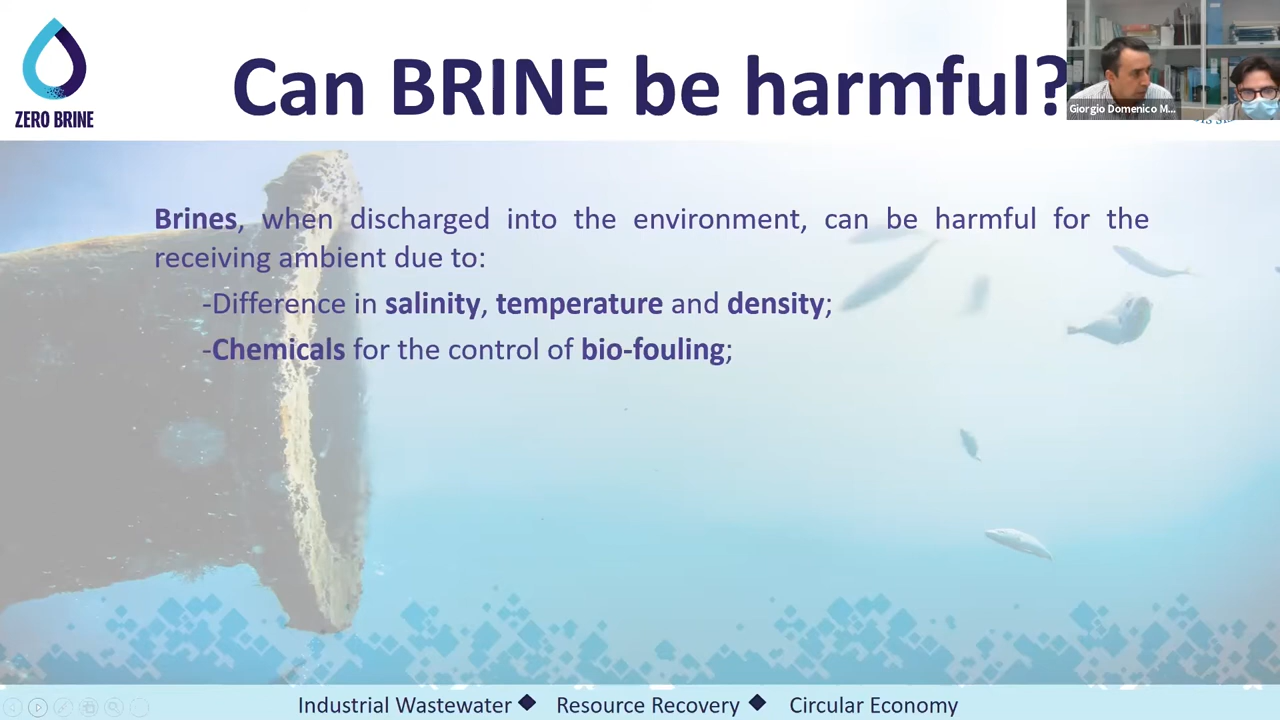 ZERO BRINE
Can BRINE be harmful?
Giorgio Domenico M...
Brines, when discharged into the environment, can be harmful for the
receiving ambient due to:
-Difference in salinity, temperature and density;
-Chemicals for the control of bio-fouling;
Industrial Wastewater ◆ Resource Recovery ◆ Circular Economy